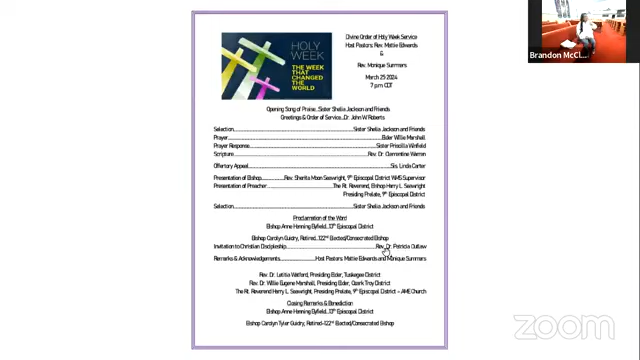 Brandon McCl...
Divine Order of Holy Week Service
Host Pastors: Rev. Mattie Edwards
&
Rev. Monique Summars
March 25 2024
7 pm CDT
HOLY
WEEK
THE WEEK
THAT
CHANGED
THE
WORLD
Opening Song of Praise...Sister Shelia Jackson and Friends
Greetings & Order of Service...Dr. John W. Roberts
Selection...Sister Shelia Jackson and Friends
Prayer...Elder Willie Marshall
Prayer Response...Sister Priscilla Winfield
Scripture...Rev. Dr. Clementine Warren
Offertory Appeal...Sis. Linda Carter
Presentation of Bishop...Rev. Sherita Moon Seawright, 9th Episcopal District WIMS Supervisor
Presentation of Preacher...The Rt. Reverend, Bishop Harry L. Seawright
Presiding Prelate, 9th Episcopal District
Selection...Sister Shelia Jackson and Friends
Proclamation of the Word
Bishop Anne Henning Byfield...13th Episcopal District
Bishop Carolyn Guidry, Retired...122nd Elected/Consecrated Bishop
Invitation to Christian Discipleship...Rev. Dr. Patricia Outlaw
Remarks & Acknowledgements...Host Pastors: Mattie Edwards and Monique Summars
Rev. Dr. Letitia Watford, Presiding Elder, Tuskegee District
Rev. Dr. Willie Eugene Marshall, Presiding Elder, Ozark Troy District
The Rt. Reverend Harry L. Seawright, Presiding Prelate, 9th Episcopal District - AME Church
Closing Remarks & Benediction
Bishop Anne Henning Byfield...13th Episcopal District
Bishop Carolyn Tyler Guidry, Retired-122nd Elected/Consecrated Bishop
zoom